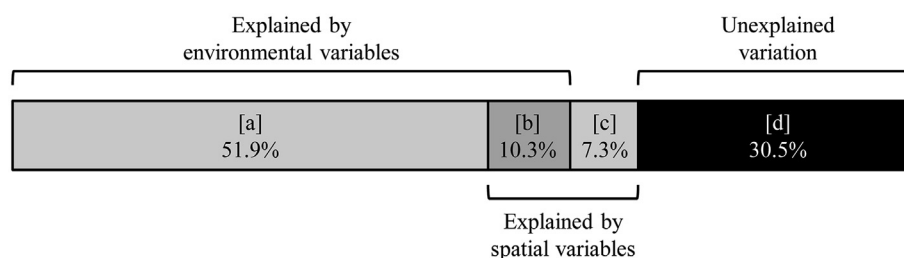 Explained by
environmental variables
Unexplained
variation
[a]
51.9%
[b]
10.3%
[c]
7.3%
[d]
30.5%
Explained by
spatial variables